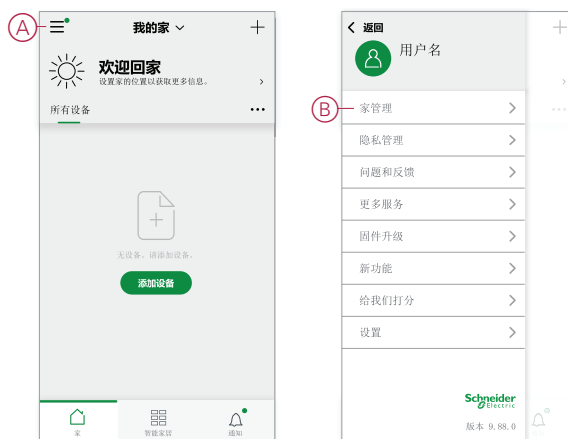 A
我的家
欢迎回家
设置家的位置以获取更多信息。
所有设备
无设备，请添加设备。
添加设备
家
智能家居
通知
返回
用户名
B
家管理
隐私管理
问题和反馈
更多服务
固件升级
新功能
给我们打分
设置
Schneider
Electric
版本 9.88.0